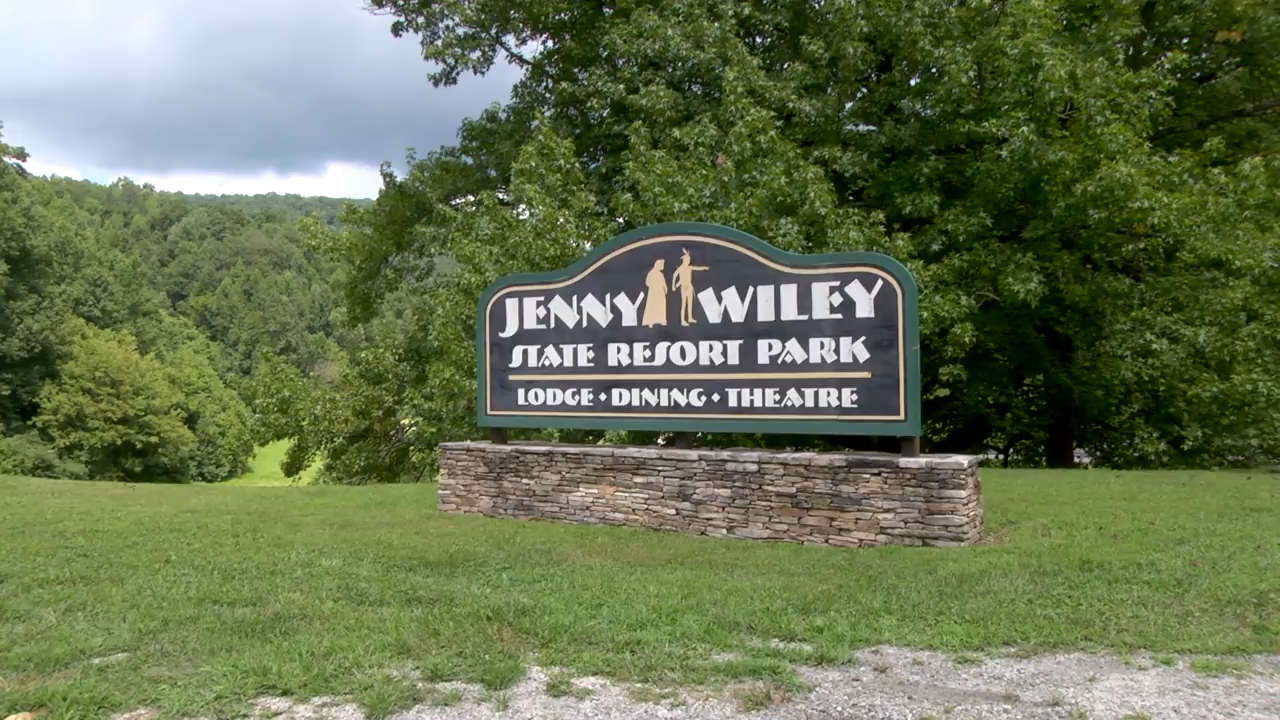 JENNY WILEY
STATE RESORT PARK
LODGE • DINING • THEATRE